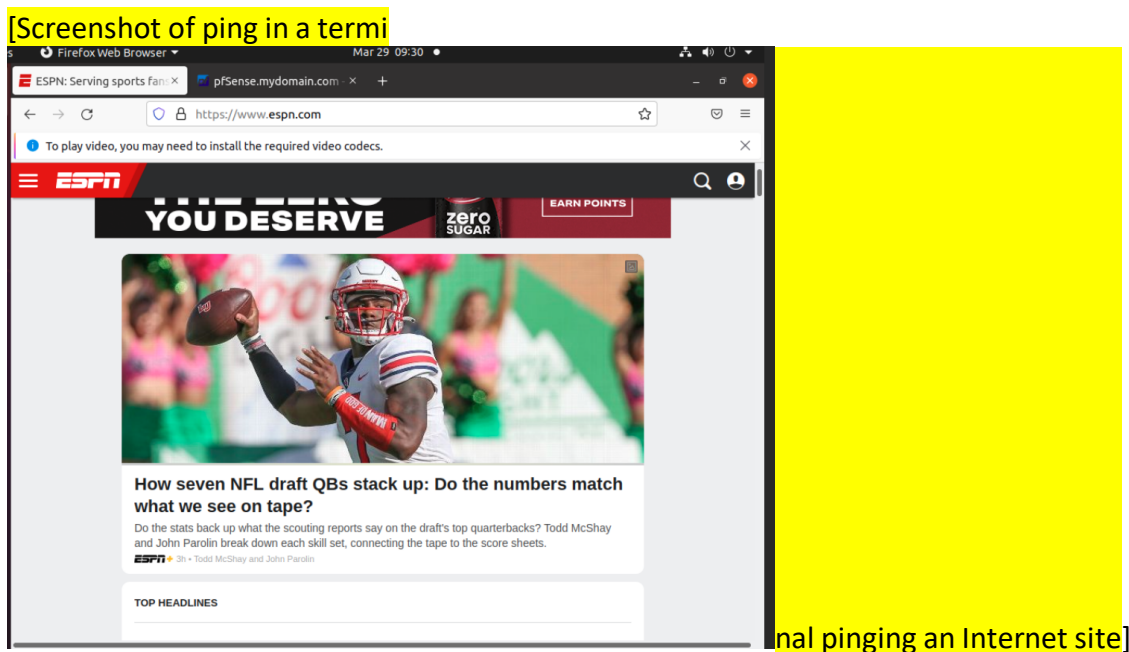 [Screenshot of ping in a termi
s Firefox Web Browser Mar 29 09:30
ESPN: Serving sports fans × pfSense.mydomain.com - × +
https://www.espn.com
To play video, you may need to install the required video codecs.
ESPN
YOU DESERVE
zero
SUGAR
EARN POINTS
How seven NFL draft QBs stack up: Do the numbers match
what we see on tape?
Do the stats back up what the scouting reports say on the draft's top quarterbacks? Todd McShay
and John Parolin break down each skill set, connecting the tape to the score sheets.
ESPN+ 3h • Todd McShay and John Parolin
TOP HEADLINES
nal pinging an Internet site]